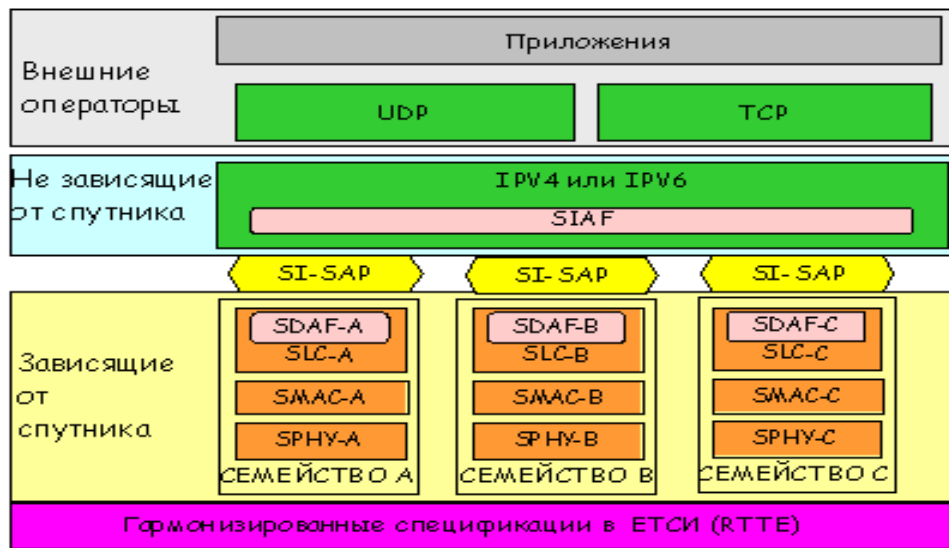 Приложения
Внешние
операторы
UDP
TCP
Не зависящие
от спутника
IPV4 или IPV6
SIAF
SI-SAP
SI-SAP
SI-SAP
Зависящие
от
спутника
SDAF-A
SLC-A
SMAC-A
SPHY-A
СЕМЕЙСТВО А
SDAF-B
SLC-B
SMAC-B
SPHY-B
СЕМЕЙСТВО В
SDAF-C
SLC-C
SMAC-C
SPHY-C
СЕМЕЙСТВО С
Гармонизированные спецификации в ЕТСИ (RTTE)